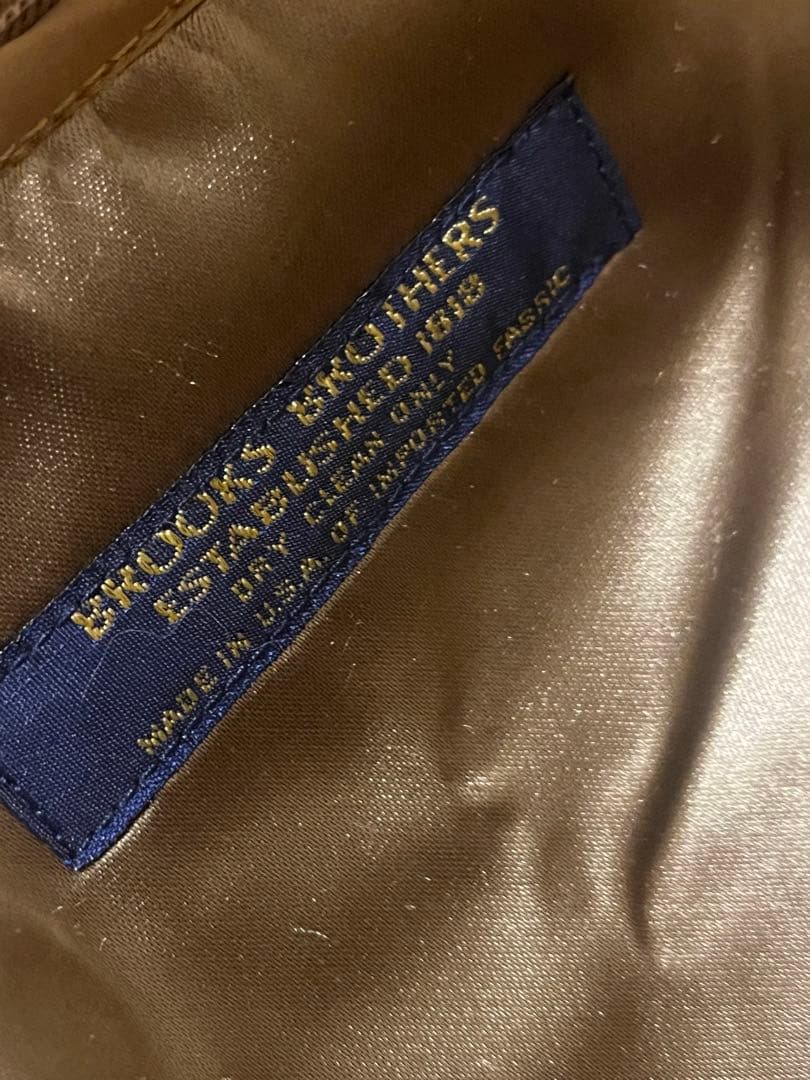 BROOKS BROTHERS
ESTABLISHED 1818
DRY CLEAN ONLY
MADE IN U.S.A. OF IMPORTED FABRIC